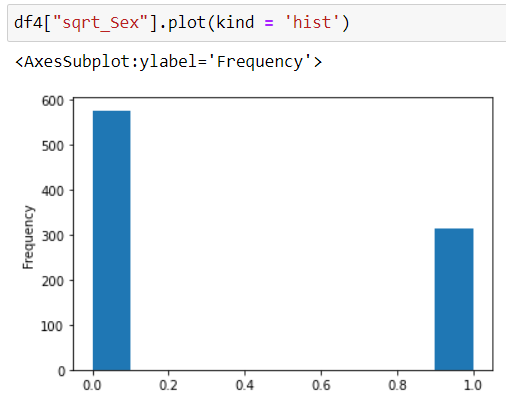 df4["sqrt_Sex"].plot(kind = 'hist')
<AxesSubplot:ylabel='Frequency'>
600
500
400
300
200
100
0
Frequency
0.0 0.2 0.4 0.6 0.8 1.0